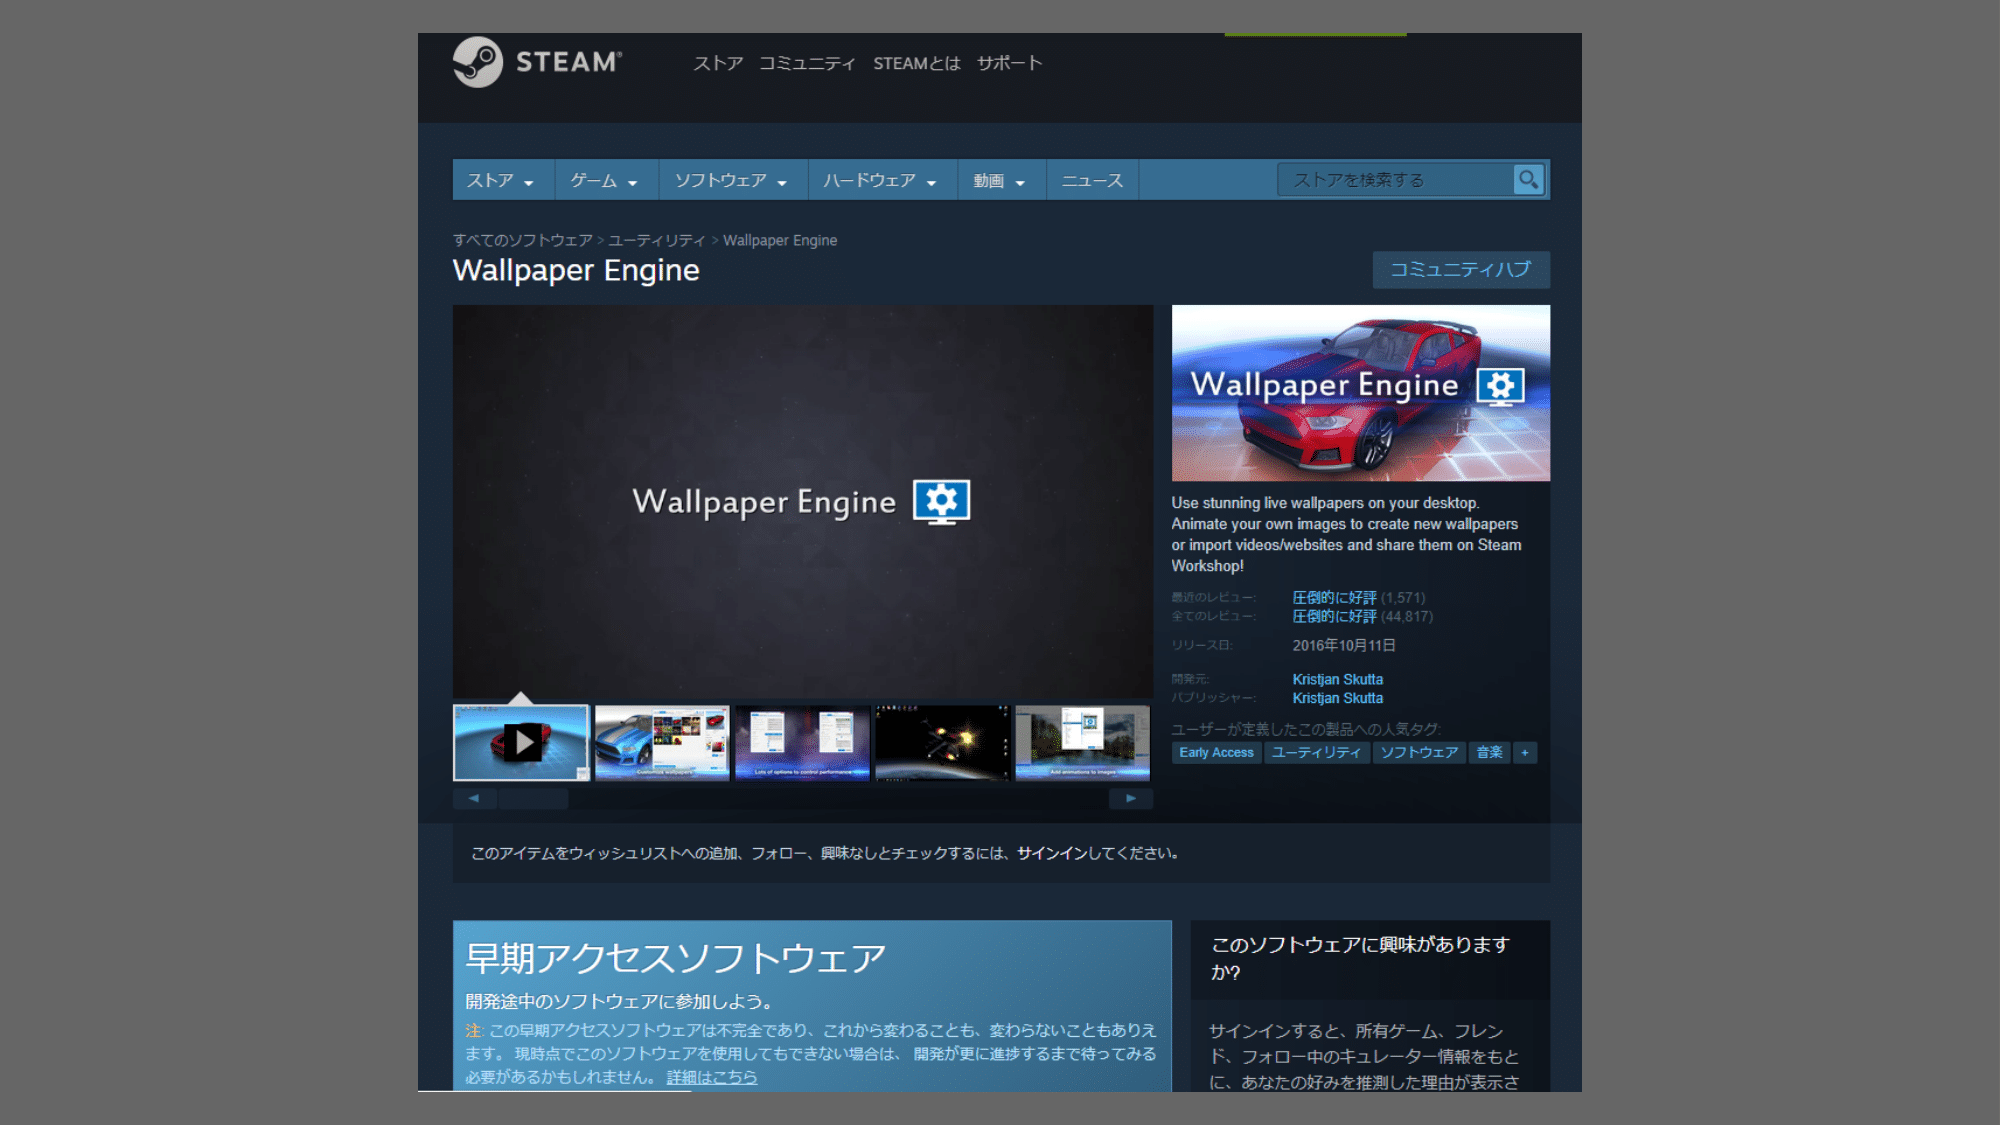 STEAM®
ストア コミュニティ STEAMとは サポート
ストア ゲーム ソフトウェア ハードウェア 動画 ニュース ストアを検索する
すべてのソフトウェア > ユーティリティ > Wallpaper Engine
Wallpaper Engine
コミュニティハブ
Wallpaper Engine
Wallpaper Engine
Use stunning live wallpapers on your desktop.
Animate your own images to create new wallpapers
or import videos/websites and share them on Steam
Workshop!
最近のレビュー: 圧倒的に好評 (1,571)
全てのレビュー: 圧倒的に好評 (44,817)
リリース日: 2016年10月11日
開発元: Kristjan Skutta
パブリッシャー: Kristjan Skutta
ユーザーが定義したこの製品への人気タグ:
Early Access ユーティリティ ソフトウェア 音楽 +
Customize wallpapers
Lots of options to control performance
Add animations to images
このアイテムをウィッシュリストへの追加、フォロー、興味なしとチェックするには、サインインしてください。
早期アクセスソフトウェア
開発途中のソフトウェアに参加しよう。
注: この早期アクセスソフトウェアは不完全であり、これから変わることも、変わらないこともありえ
ます。 現時点でこのソフトウェアを使用してもできない場合は、 開発が更に進捗するまで待ってみる
必要があるかもしれません。 詳細はこちら
このソフトウェアに興味があります
か?
サインインすると、所有ゲーム、フレン
ド、フォロー中のキュレーター情報をもと
に、あなたの好みを推測した理由が表示さ